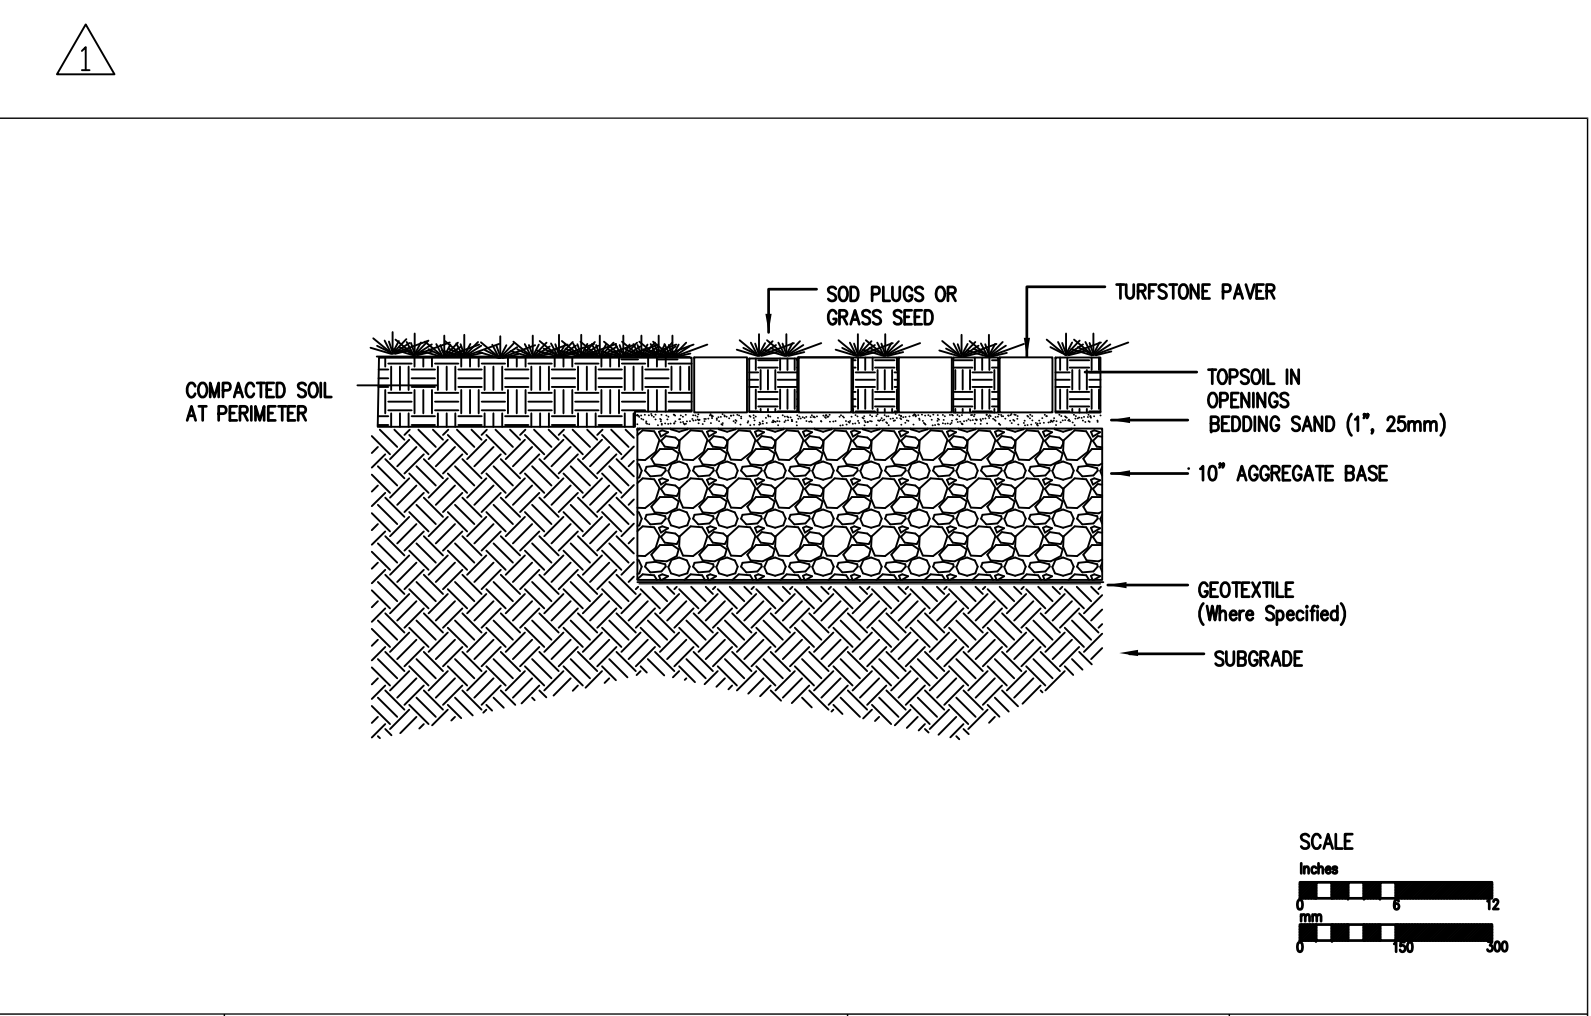 1
SOD PLUGS OR
GRASS SEED
TURFSTONE PAVER
COMPACTED SOIL
AT PERIMETER
TOPSOIL IN
OPENINGS
BEDDING SAND (1", 25mm)
10" AGGREGATE BASE
GEOTEXTILE
(Where Specified)
SUBGRADE
SCALE
Inches
0 6 12
mm
0 150 300